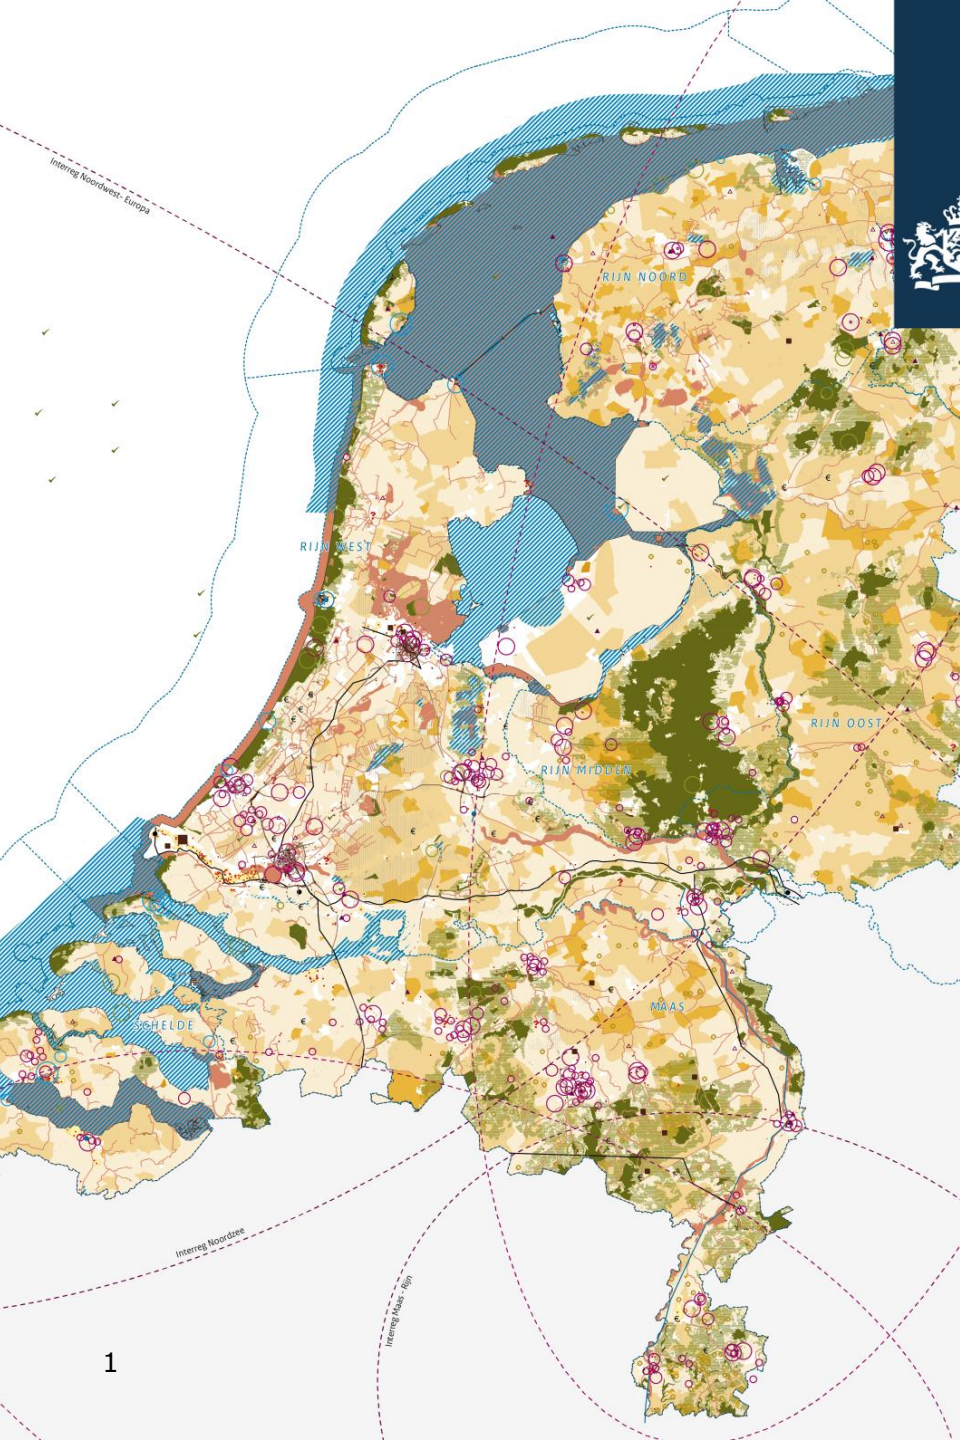 Interreg Noordwest- Europa
RIJN NOORD
RIJN WEST
RIJN OOST
RIJN MIDDEN
MAAS
SCHELDE
Interreg Noordzee
Interreg Maas - Rijn
1